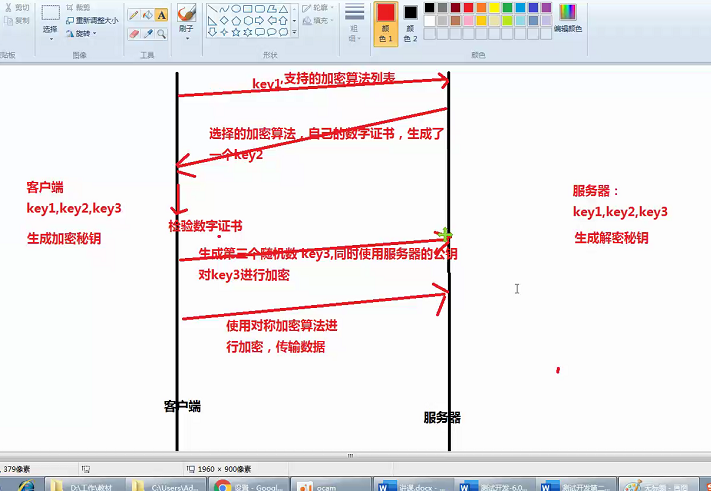 剪切
复制
贴板
选择
裁剪
重新调整大小
旋转
图像
工具
刷子
形状
轮廓
填充
粗
细
颜
色 1
颜
色 2
颜色
编辑颜色
key1,支持的加密算法列表
选择的加密算法，自己的数字证书，生成了
一个key2
客户端
key1,key2,key3
生成加密秘钥
服务器：
key1,key2,key3
生成解密秘钥
检验数字证书
生成第三个随机数 key3,同时使用服务器的公钥
对key3进行加密
使用对称加密算法进
行加密，传输数据
客户端
服务器
, 379像素
1960 × 900像素
D:\工作\教材
C:\Users\Ad...
设置 - Googl...
ocam
讲课.docx - ...
测试开发-6.0...
测试开发第二...
无标题 - 画图